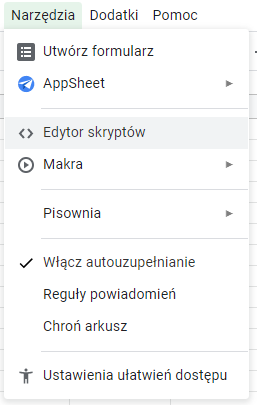 Narzędzia Dodatki Pomoc
Utwórz formularz
AppSheet
Edytor skryptów
Makra
Pisownia
Włącz autouzupełnianie
Reguły powiadomień
Chroń arkusz
Ustawienia ułatwień dostępu